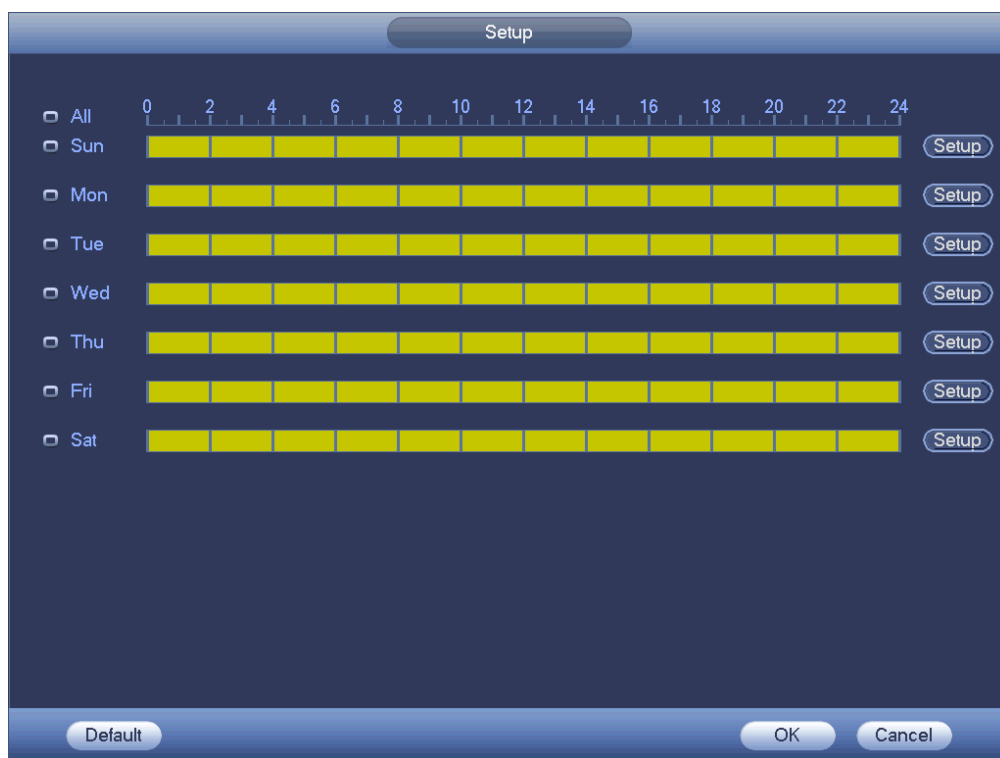 Setup
0 2 4 6 8 10 12 14 16 18 20 22 24
All
Sun Setup
Mon Setup
Tue Setup
Wed Setup
Thu Setup
Fri Setup
Sat Setup
Default OK Cancel